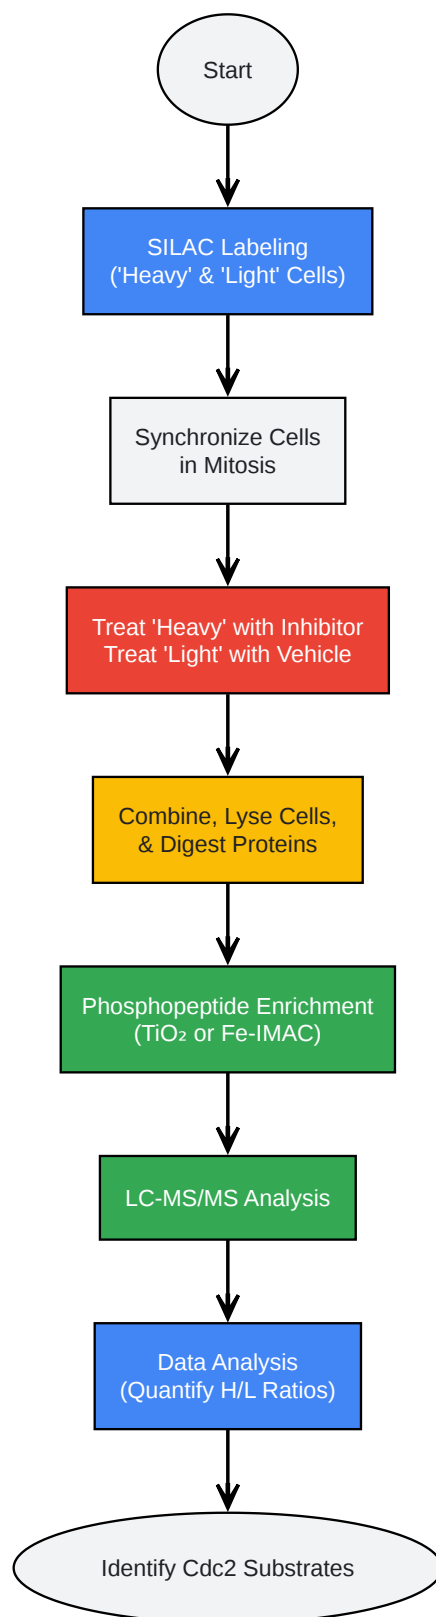 Start
SILAC Labeling
('Heavy' & 'Light' Cells)
Synchronize Cells
in Mitosis
Treat 'Heavy' with Inhibitor
Treat 'Light' with Vehicle
Combine, Lyse Cells,
& Digest Proteins
Phosphopeptide Enrichment
(TiO₂ or Fe-IMAC)
LC-MS/MS Analysis
Data Analysis
(Quantify H/L Ratios)
Identify Cdc2 Substrates